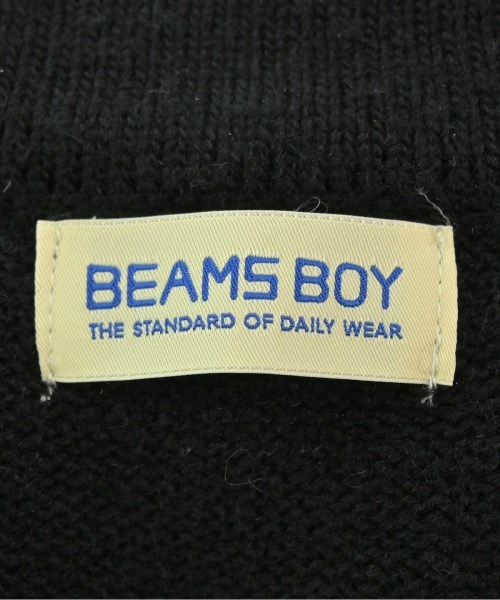 BEAMS BOY
THE STANDARD OF DAILY WEAR